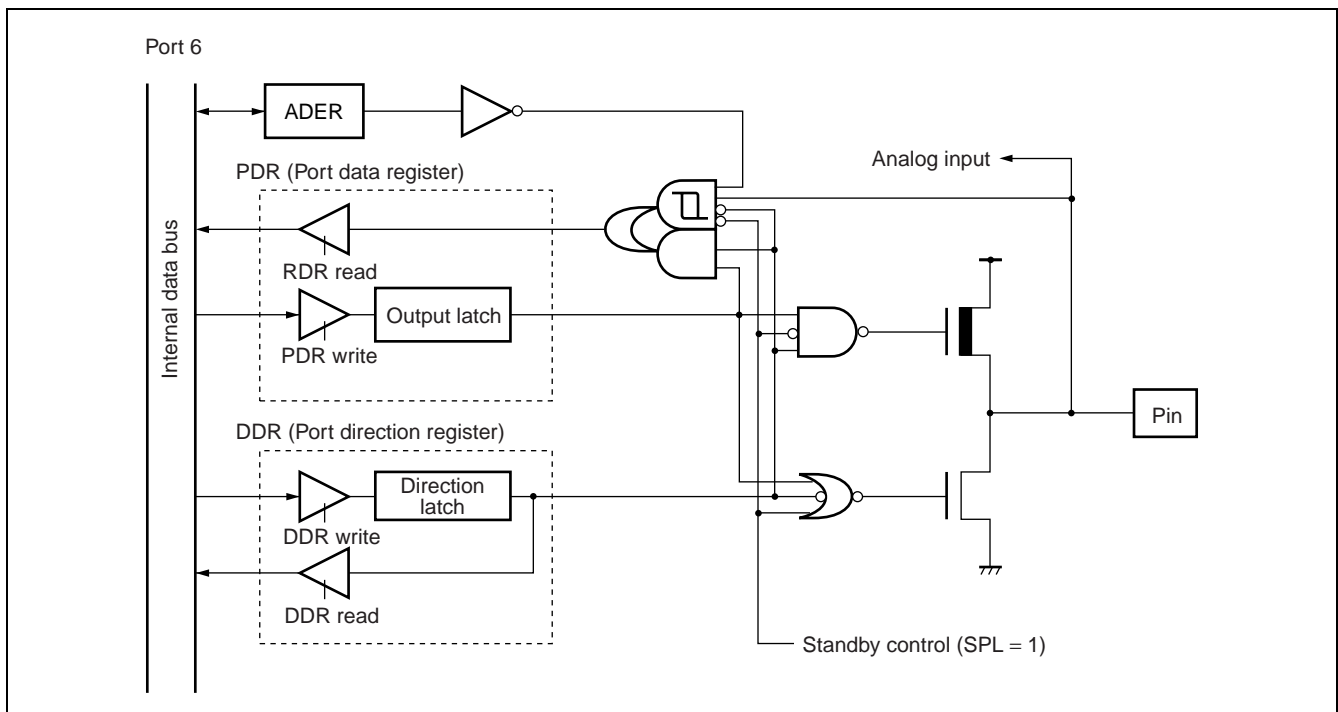 Port 6
ADER
Analog input
PDR (Port data register)
Internal data bus
RDR read
Output latch
PDR write
Pin
DDR (Port direction register)
Direction
latch
DDR write
DDR read
Standby control (SPL = 1)